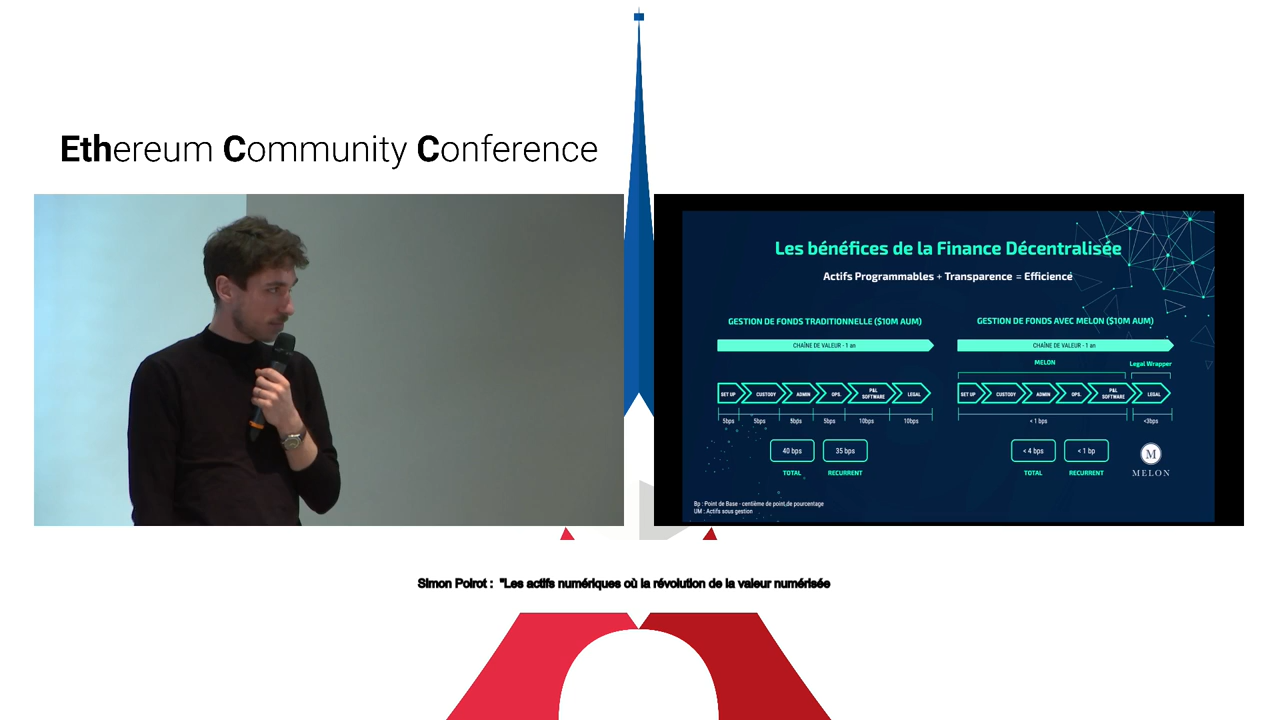 Ethereum Community Conference
Les bénéfices de la Finance Décentralisée
Actifs Programmables + Transparence = Efficience
GESTION DE FONDS TRADITIONNELLE ($10M AUM)
CHAÎNE DE VALEUR - 1 an
SET UP CUSTODY ADMIN OPS. P&L SOFTWARE LEGAL
5bps 5bps 5bps 5bps 10bps 10bps
40 bps 35 bps
TOTAL RECURRENT
GESTION DE FONDS AVEC MELON ($10M AUM)
CHAÎNE DE VALEUR - 1 an
MELON Legal Wrapper
SET UP CUSTODY ADMIN OPS. P&L SOFTWARE LEGAL
< 1 bps <3bps
< 4 bps < 1 bp
TOTAL RECURRENT
M
MELON
Bp : Point de Base - centième de point de pourcentage
UM : Actifs sous gestion
Simon Poirot : "Les actifs numériques où la révolution de la valeur numérisée